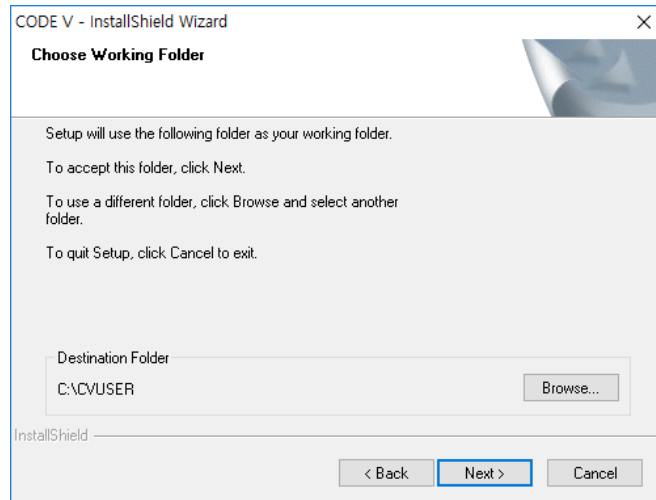 CODE V - InstallShield Wizard
Choose Working Folder
Setup will use the following folder as your working folder.
To accept this folder, click Next.
To use a different folder, click Browse and select another
folder.
To quit Setup, click Cancel to exit.
Destination Folder
C:\CVUSER
Browse...
InstallShield
< Back
Next >
Cancel